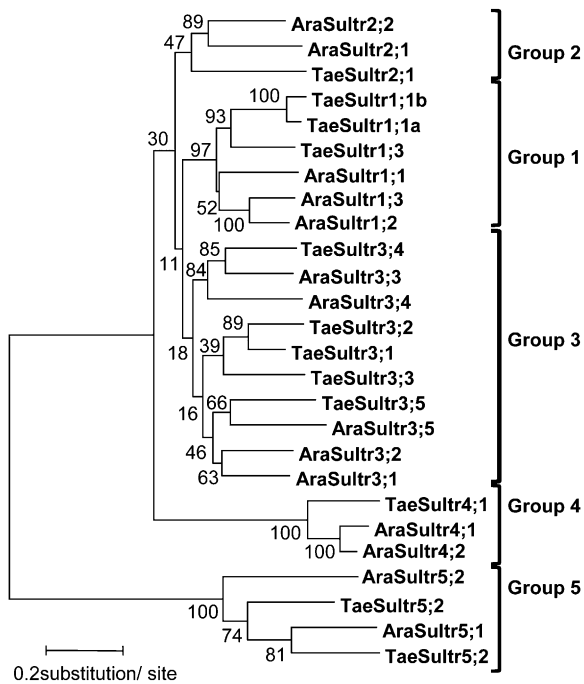 89
AraSultr2;2
47
AraSultr2;1
Group 2
TaeSultr2;1
100
TaeSultr1;1b
93
TaeSultr1;1a
30
97
TaeSultr1;3
Group 1
AraSultr1;1
52
AraSultr1;3
100
AraSultr1;2
11
85
TaeSultr3;4
84
AraSultr3;3
AraSultr3;4
89
TaeSultr3;2
18
39
TaeSultr3;1
Group 3
TaeSultr3;3
16
66
TaeSultr3;5
AraSultr3;5
46
AraSultr3;2
63
AraSultr3;1
TaeSultr4;1
Group 4
100
AraSultr4;1
100
AraSultr4;2
AraSultr5;2
Group 5
100
TaeSultr5;2
74
AraSultr5;1
81
TaeSultr5;2
0.2substitution/ site